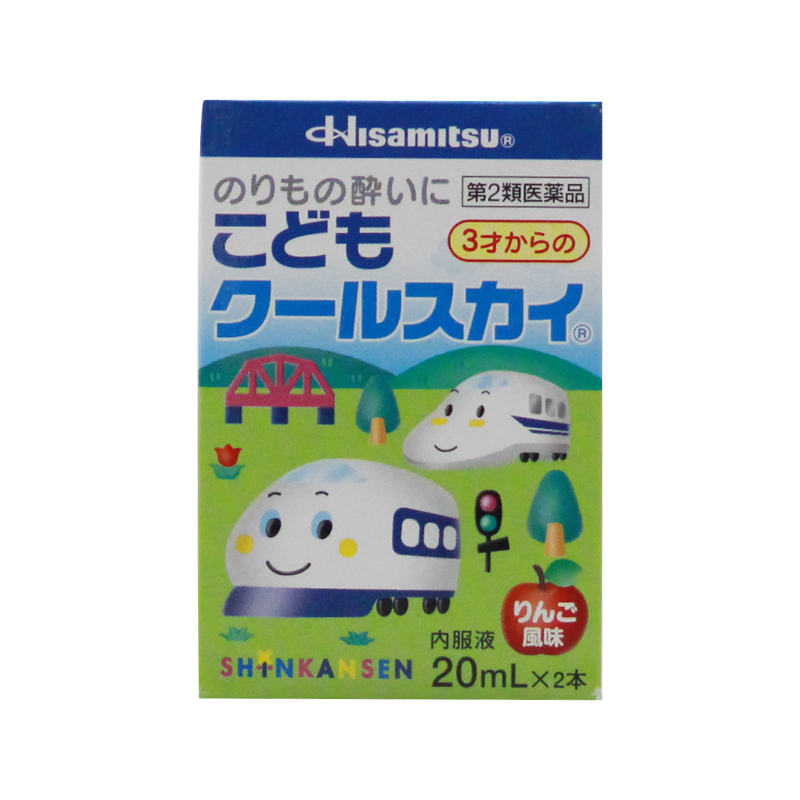 Hisamitsu®
のりもの酔いに
第2類医薬品
こども
3才からの
クールスカイ®
りんご
風味
内服液
SHINKANSEN
20mL×2本